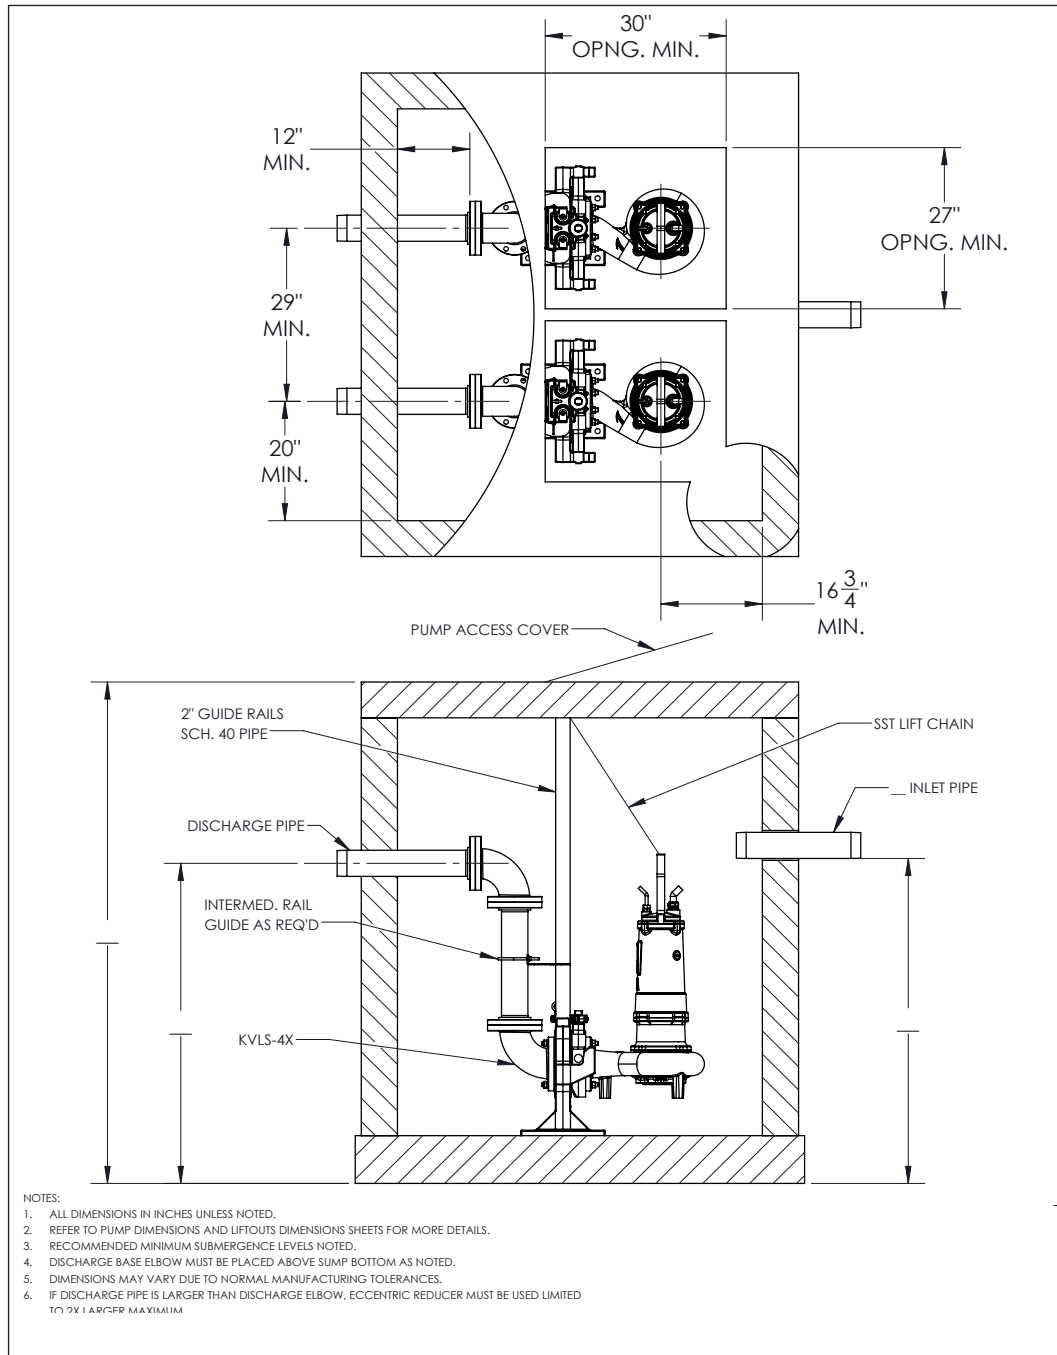 30"
OPNG. MIN.
12"
MIN.
27"
OPNG. MIN.
29"
MIN.
20"
MIN.
16 3/4"
MIN.
PUMP ACCESS COVER
2" GUIDE RAILS
SCH. 40 PIPE
SST LIFT CHAIN
__ INLET PIPE
DISCHARGE PIPE
INTERMED. RAIL
GUIDE AS REQ'D
KVLS-4X
NOTES:
1. ALL DIMENSIONS IN INCHES UNLESS NOTED.
2. REFER TO PUMP DIMENSIONS AND LIFTOUTS DIMENSIONS SHEETS FOR MORE DETAILS.
3. RECOMMENDED MINIMUM SUBMERGENCE LEVELS NOTED.
4. DISCHARGE BASE ELBOW MUST BE PLACED ABOVE SUMP BOTTOM AS NOTED.
5. DIMENSIONS MAY VARY DUE TO NORMAL MANUFACTURING TOLERANCES.
6. IF DISCHARGE PIPE IS LARGER THAN DISCHARGE ELBOW, ECCENTRIC REDUCER MUST BE USED LIMITED
TO 2X LARGER MAXIMUM